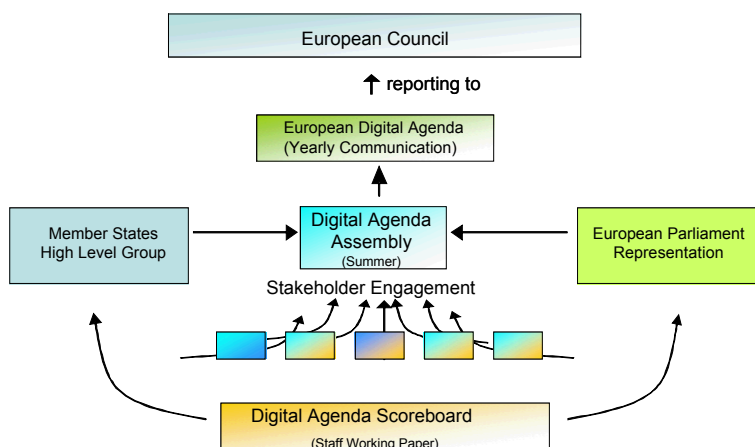 European Council
reporting to
European Digital Agenda
(Yearly Communication)
Member States
High Level Group
Digital Agenda
Assembly
(Summer)
European Parliament
Representation
Stakeholder Engagement
Digital Agenda Scoreboard
(Staff Working Paper)